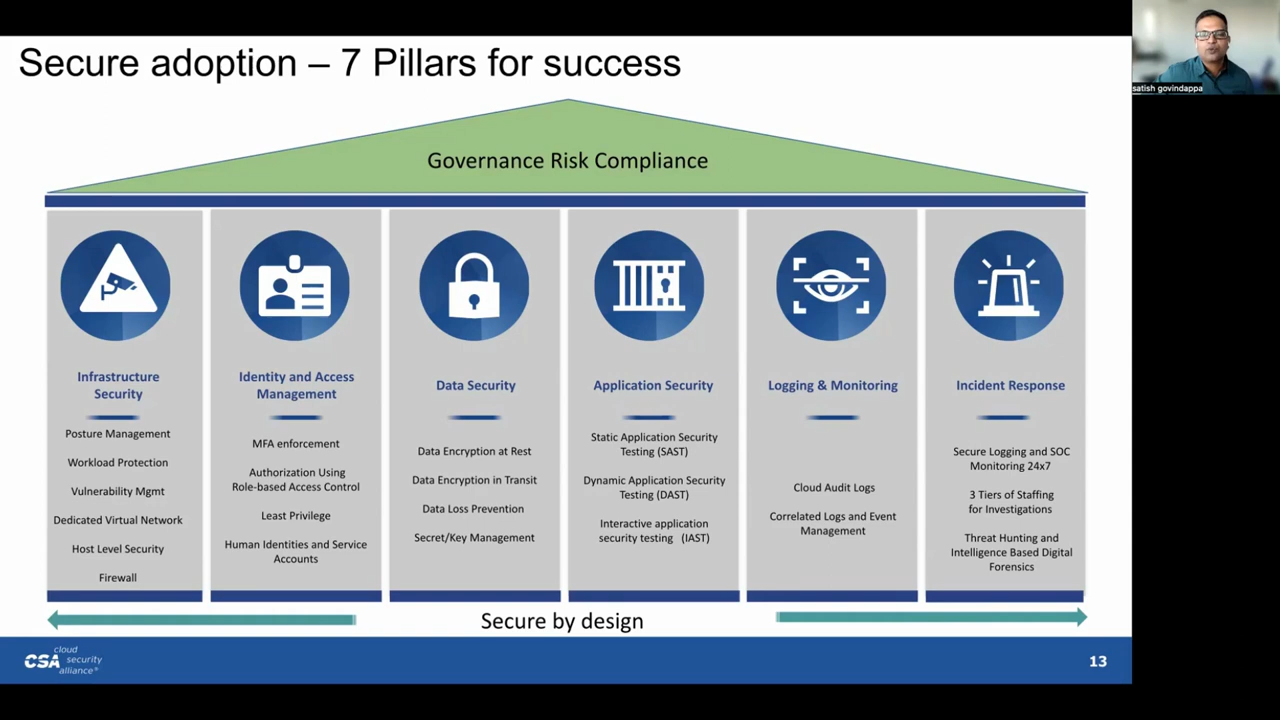 Secure adoption – 7 Pillars for success
satish govindappa
Governance Risk Compliance
Infrastructure
Security
Posture Management
Workload Protection
Vulnerability Mgmt
Dedicated Virtual Network
Host Level Security
Firewall
Identity and Access
Management
MFA enforcement
Authorization Using
Role-based Access Control
Least Privilege
Human Identities and Service
Accounts
Data Security
Data Encryption at Rest
Data Encryption in Transit
Data Loss Prevention
Secret/Key Management
Application Security
Static Application Security
Testing (SAST)
Dynamic Application Security
Testing (DAST)
Interactive application
security testing (IAST)
Logging & Monitoring
Cloud Audit Logs
Correlated Logs and Event
Management
Incident Response
Secure Logging and SOC
Monitoring 24x7
3 Tiers of Staffing
for Investigations
Threat Hunting and
Intelligence Based Digital
Forensics
Secure by design
CSA cloud
security
alliance®
13